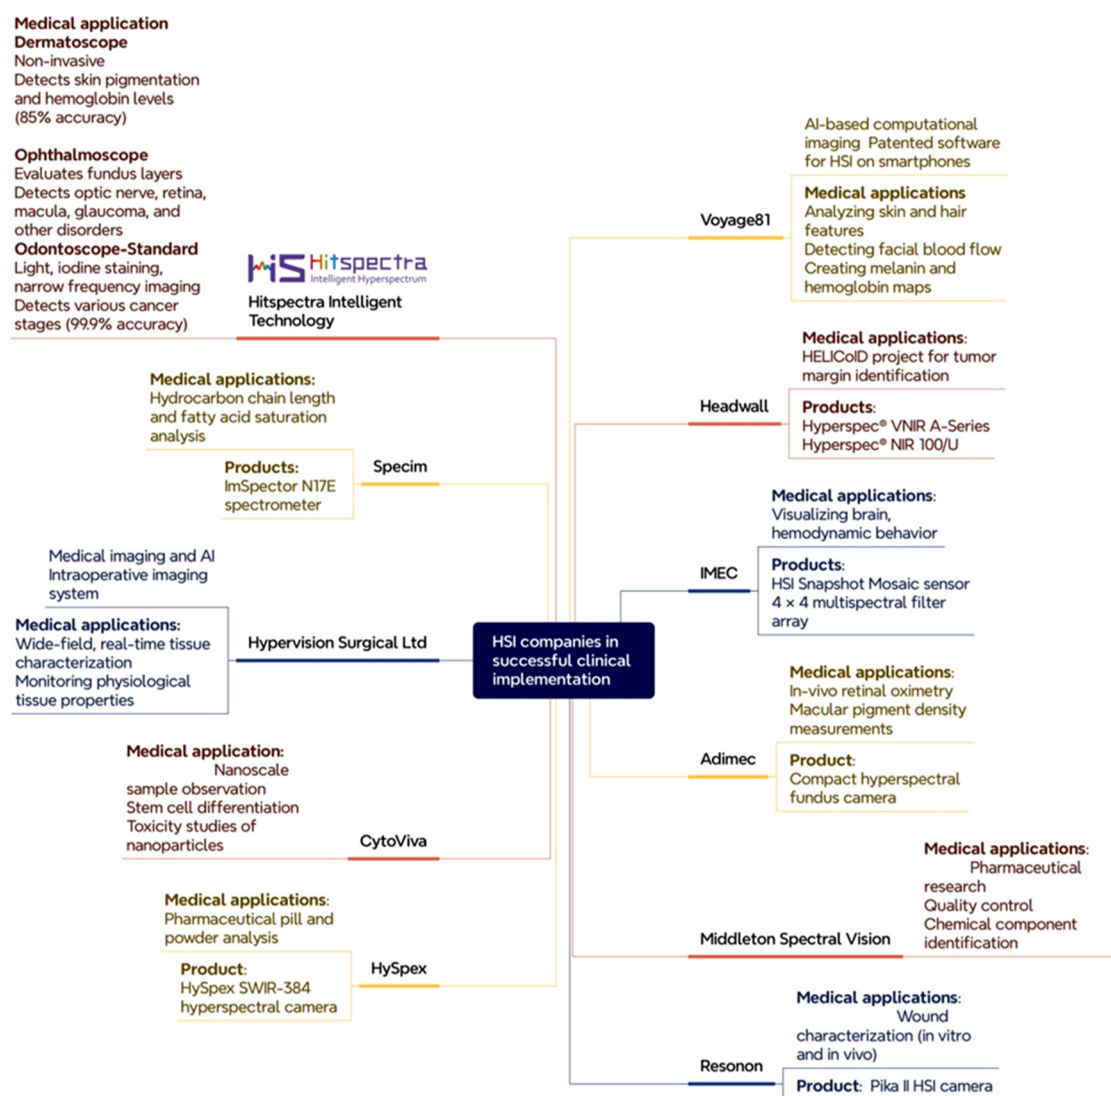 Medical application
Dermatoscope
Non-invasive
Detects skin pigmentation
and hemoglobin levels
(85% accuracy)
Ophthalmoscope
Evaluates fundus layers
Detects optic nerve, retina,
macula, glaucoma, and
other disorders
Odontoscope-Standard
Light, iodine staining,
narrow frequency imaging
Detects various cancer
stages (99.9% accuracy)
HiS Hitspectra
Intelligent Hyperspectrum
Hitspectra Intelligent
Technology
Medical applications:
Hydrocarbon chain length
and fatty acid saturation
analysis
Products:
ImSpector N17E
spectrometer
Specim
Medical imaging and AI
Intraoperative imaging
system
Medical applications:
Wide-field, real-time tissue
characterization
Monitoring physiological
tissue properties
Hypervision Surgical Ltd
Medical application:
Nanoscale
sample observation
Stem cell differentiation
Toxicity studies of
nanoparticles
CytoViva
Medical applications:
Pharmaceutical pill and
powder analysis
Product:
HySpex SWIR-384
hyperspectral camera
HySpex
HSI companies in
successful clinical
implementation
Voyage81
AI-based computational
imaging Patented software
for HSI on smartphones
Medical applications
Analyzing skin and hair
features
Detecting facial blood flow
Creating melanin and
hemoglobin maps
Headwall
Medical applications:
HELICoID project for tumor
margin identification
Products:
Hyperspec® VNIR A-Series
Hyperspec® NIR 100/U
IMEC
Medical applications:
Visualizing brain,
hemodynamic behavior
Products:
HSI Snapshot Mosaic sensor
4 × 4 multispectral filter
array
Adimec
Medical applications:
In-vivo retinal oximetry
Macular pigment density
measurements
Product:
Compact hyperspectral
fundus camera
Middleton Spectral Vision
Medical applications:
Pharmaceutical
research
Quality control
Chemical component
identification
Resonon
Medical applications:
Wound
characterization (in vitro
and in vivo)
Product: Pika II HSI camera